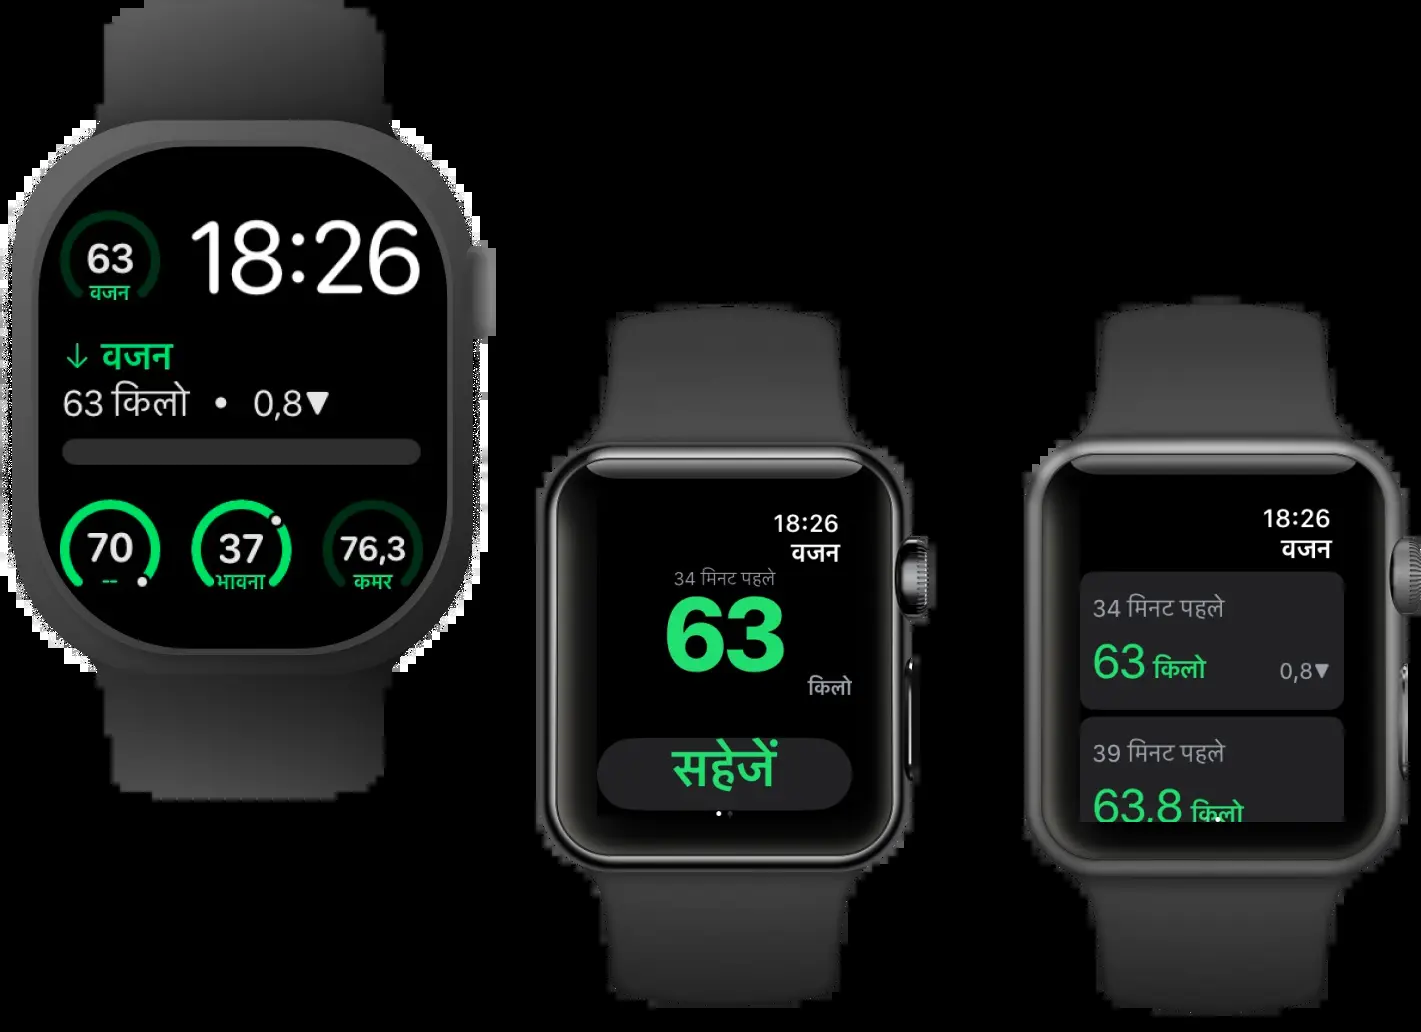 63
वजन
18:26
↓ वजन
63 किलो • 0,8▼
70
--
37
भावना
76,3
कमर
18:26
वजन
34 मिनट पहले
63
किलो
सहेजें
18:26
वजन
34 मिनट पहले
63 किलो 0,8▼
39 मिनट पहले
63,8 किलो